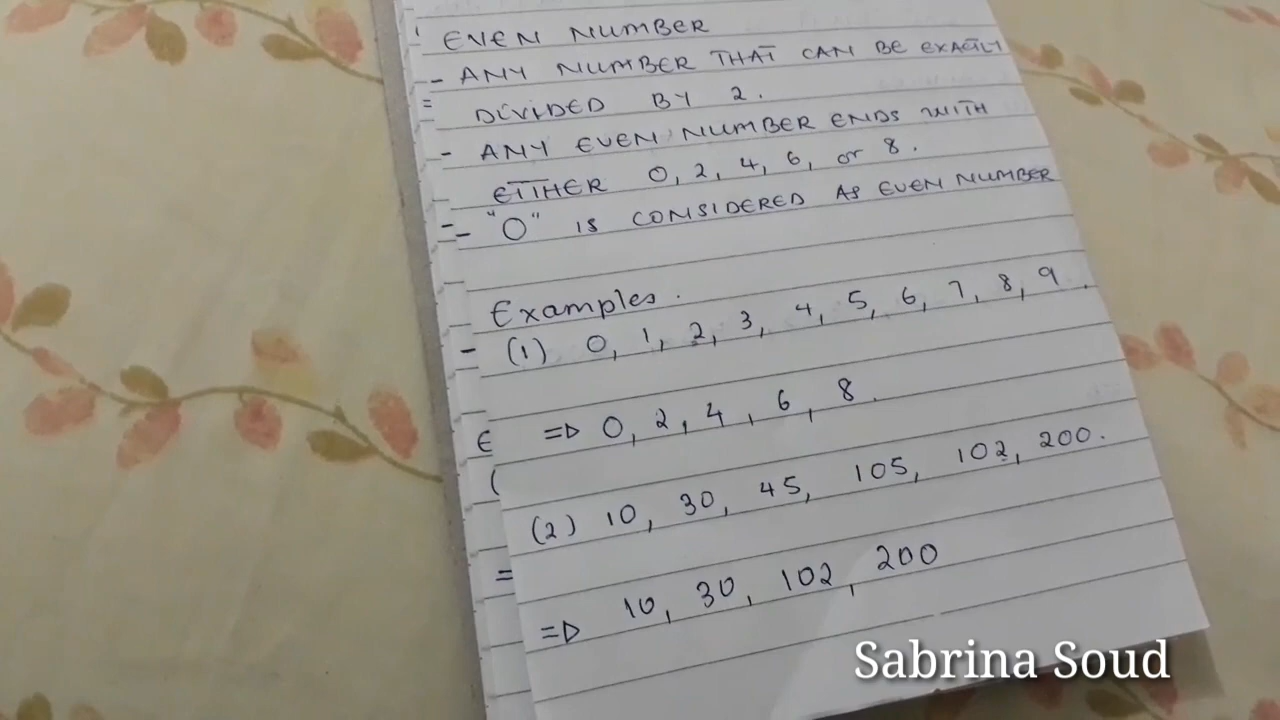 EVEN NUMBER
- ANY NUMBER THAT CAN BE EXACTLY
DIVIDED BY 2.
- ANY EVEN NUMBER ENDS WITH
EITHER 0, 2, 4, 6, or 8.
- "0" IS CONSIDERED AS EVEN NUMBER
Examples.
(1) 0, 1, 2, 3, 4, 5, 6, 7, 8, 9.
=> 0, 2, 4, 6, 8.
(2) 10, 30, 45, 105, 102, 200.
=> 10, 30, 102, 200
Sabrina Soud